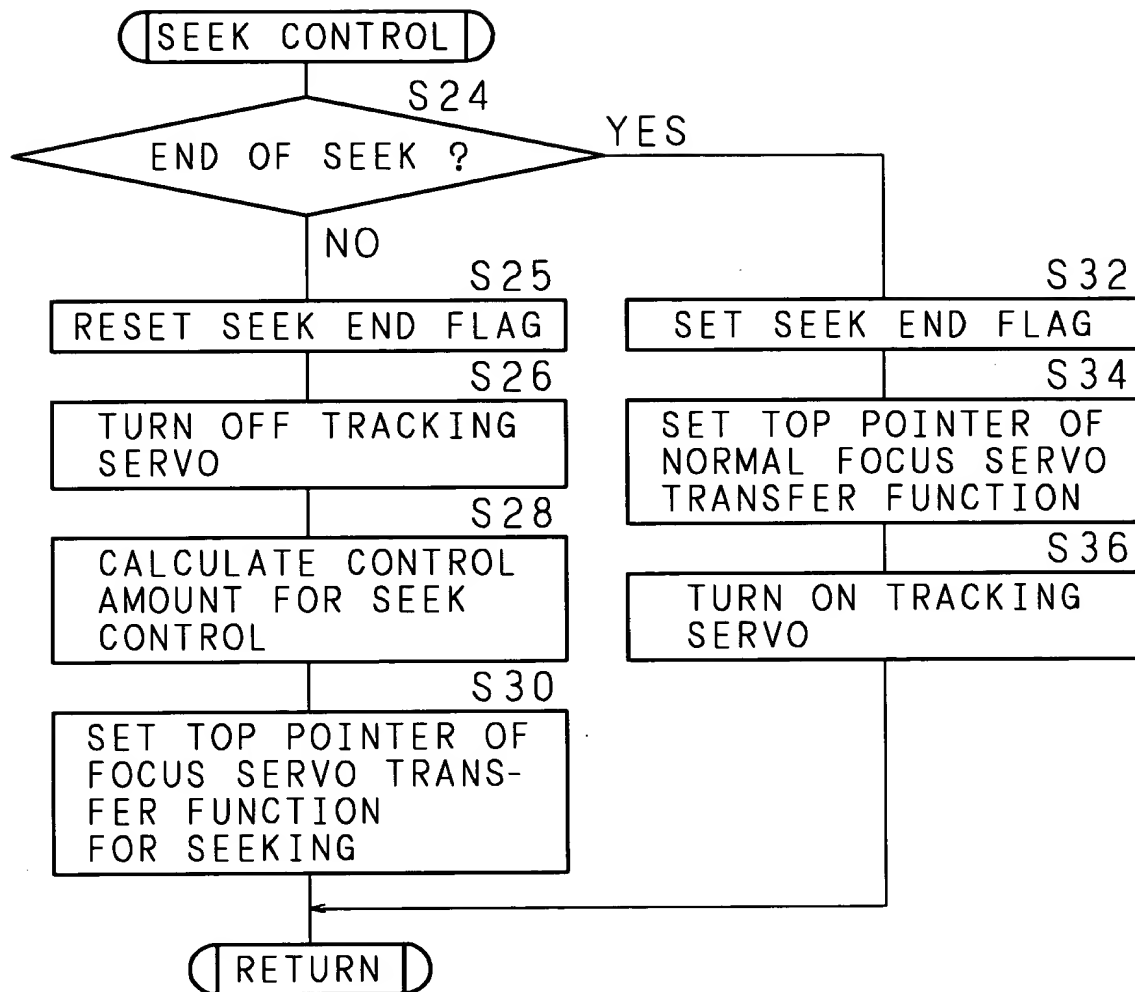 SEEK CONTROL
S24
END OF SEEK ?
YES
NO
S25
RESET SEEK END FLAG
S26
TURN OFF TRACKING
SERVO
S28
CALCULATE CONTROL
AMOUNT FOR SEEK
CONTROL
S30
SET TOP POINTER OF
FOCUS SERVO TRANS-
FER FUNCTION
FOR SEEKING
S32
SET SEEK END FLAG
S34
SET TOP POINTER OF
NORMAL FOCUS SERVO
TRANSFER FUNCTION
S36
TURN ON TRACKING
SERVO
RETURN